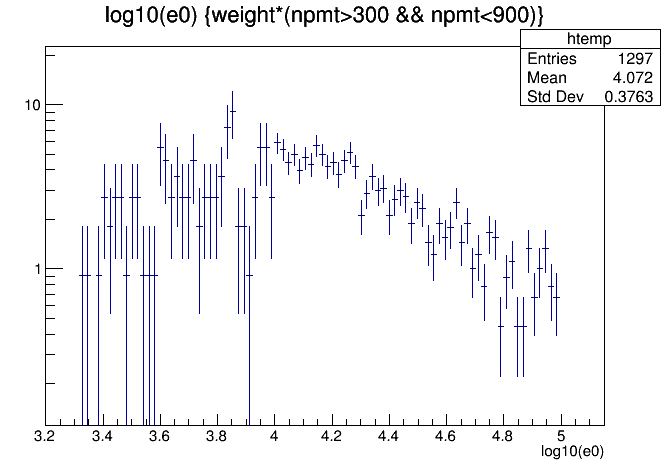 log10(e0) {weight*(npmt>300 && npmt<900)}
htemp
Entries 1297
Mean 4.072
Std Dev 0.3763
10
1
3.2 3.4 3.6 3.8 4 4.2 4.4 4.6 4.8 5
log10(e0)